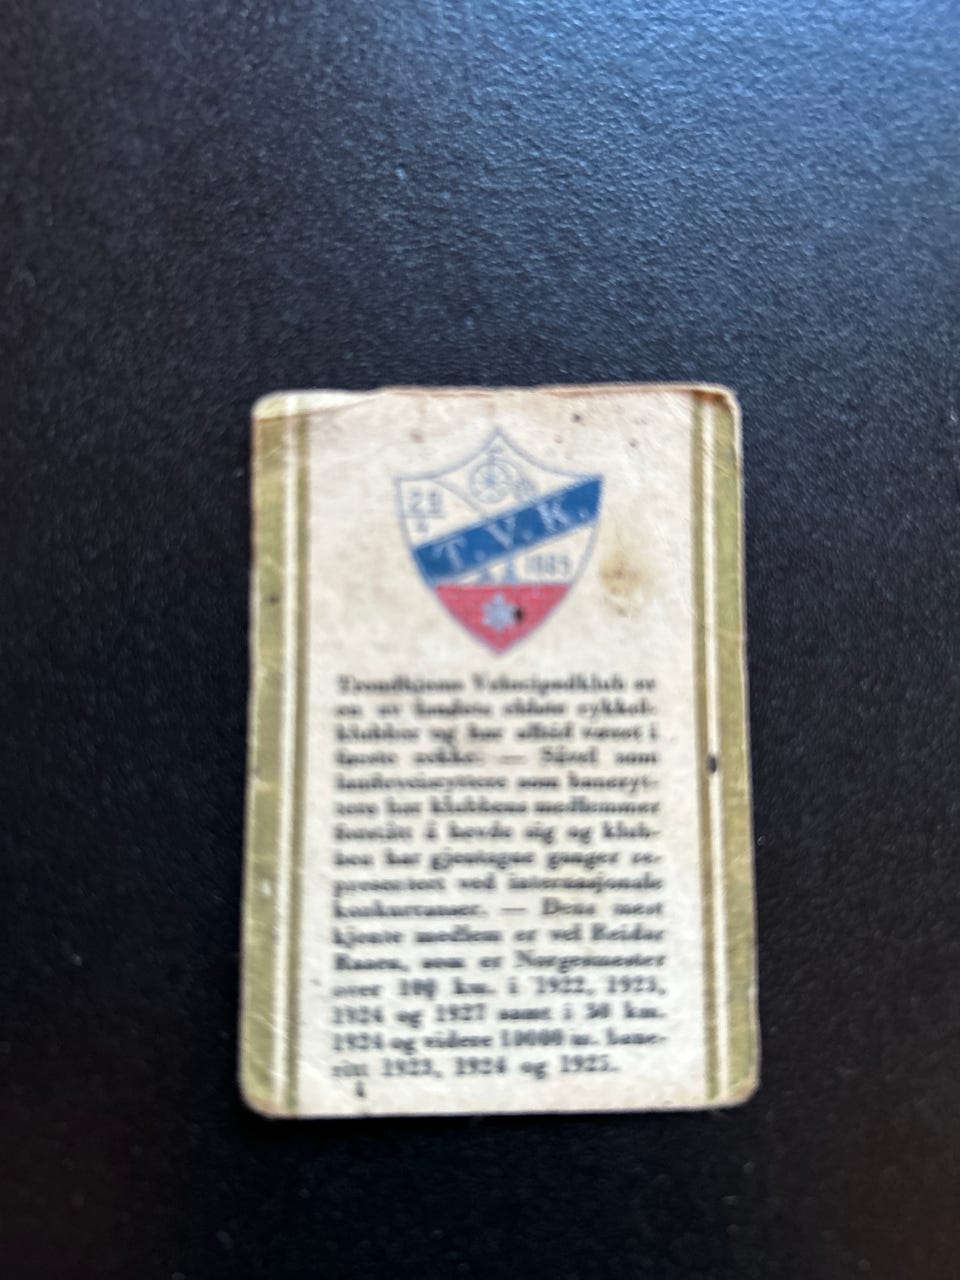 T.V.K.
Trondhjems Velocipedklub er
en av landets eldste sykkel-
klubber og har alltid været i
første rekke. — Såvel som
landeveisryttere som baneryt-
tere har klubbens medlemmer
forstått å hevde sig og klub-
ben har gjentagne ganger re-
presentert ved internasjonale
konkurranser. — Dens mest
kjente medlem er vel Reidar
Raaen, som er Norgesmester
over 100 km. i 1922, 1923,
1924 og 1927 samt i 50 km.
1924 og videre 10000 m. bane-
ritt 1923, 1924 og 1925.